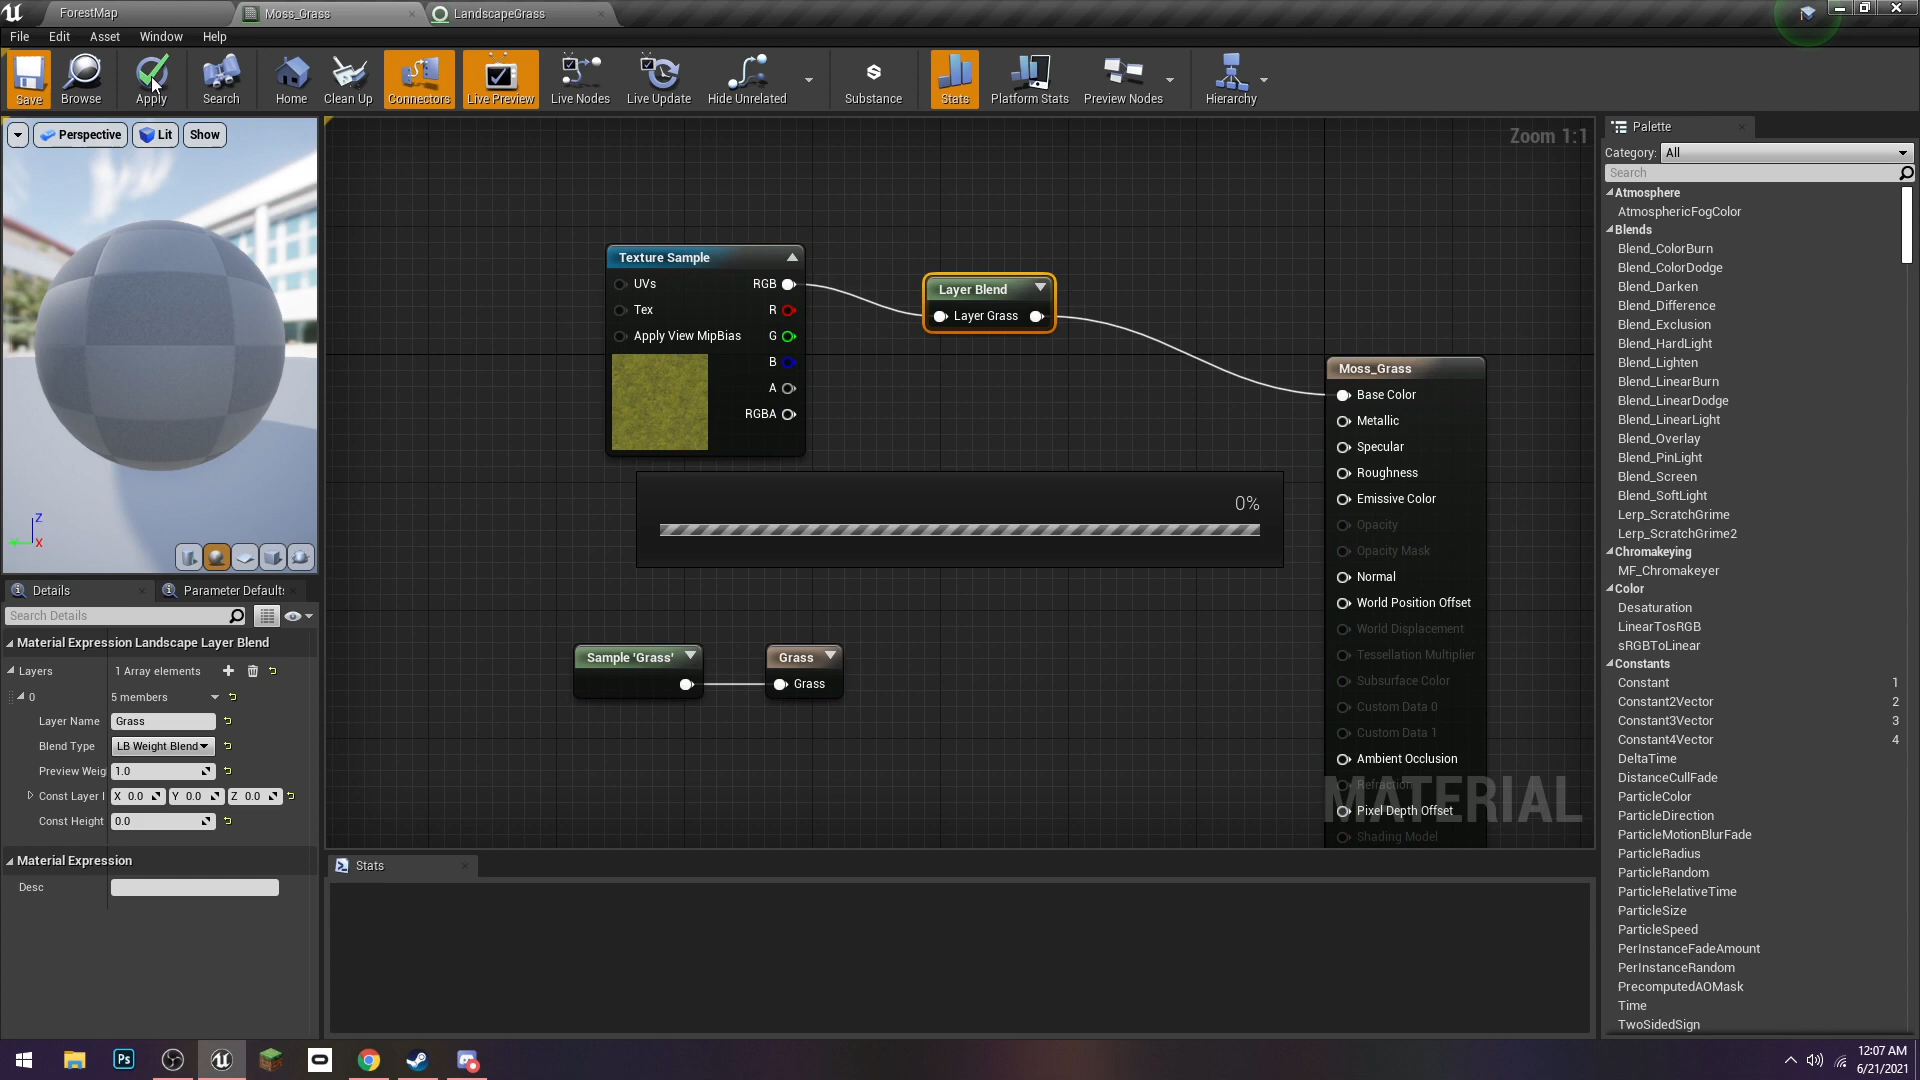 ForestMap
Moss_Grass
LandscapeGrass
File
Edit
Asset
Window
Help
Save
Browse
Apply
Search
Home
Clean Up
Connectors
Live Preview
Live Nodes
Live Update
Hide Unrelated
Substance
Stats
Platform Stats
Preview Nodes
Hierarchy
Perspective
Lit
Show
Zoom 1:1
Texture Sample
UVs
RGB
Tex
R
Apply View MipBias
G
B
A
RGBA
Layer Blend
Layer Grass
0%
Sample 'Grass'
Grass
Grass
Moss_Grass
Base Color
Metallic
Specular
Roughness
Emissive Color
Opacity
Opacity Mask
Normal
World Position Offset
World Displacement
Tessellation Multiplier
Subsurface Color
Custom Data 0
Custom Data 1
Ambient Occlusion
Refraction
Pixel Depth Offset
Shading Model
MATERIAL
Z
X
Details
Parameter Default
Search Details
Material Expression Landscape Layer Blend
Layers
1 Array elements
0
5 members
Layer Name
Grass
Blend Type
LB Weight Blend
Preview Weig
1.0
Const Layer I
X 0.0
Y 0.0
Z 0.0
Const Height
0.0
Material Expression
Desc
Stats
Palette
Category:
All
Search
Atmosphere
AtmosphericFogColor
Blends
Blend_ColorBurn
Blend_ColorDodge
Blend_Darken
Blend_Difference
Blend_Exclusion
Blend_HardLight
Blend_Lighten
Blend_LinearBurn
Blend_LinearDodge
Blend_LinearLight
Blend_Overlay
Blend_PinLight
Blend_Screen
Blend_SoftLight
Lerp_ScratchGrime
Lerp_ScratchGrime2
Chromakeying
MF_Chromakeyer
Color
Desaturation
LinearTosRGB
sRGBToLinear
Constants
Constant 1
Constant2Vector 2
Constant3Vector 3
Constant4Vector 4
DeltaTime
DistanceCullFade
ParticleColor
ParticleDirection
ParticleMotionBlurFade
ParticleRadius
ParticleRandom
ParticleRelativeTime
ParticleSize
ParticleSpeed
PerInstanceFadeAmount
PerInstanceRandom
PrecomputedAOMask
Time
TwoSidedSign
Ps
12:07 AM
6/21/2021